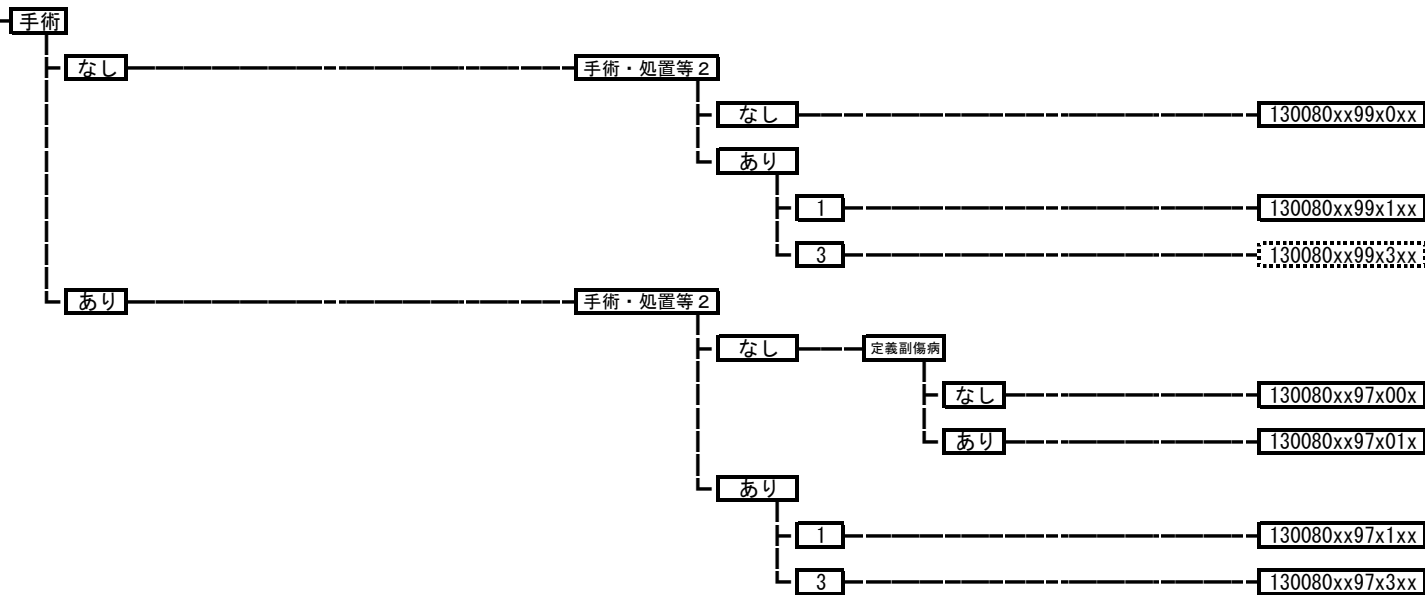 手術
なし 手術・処置等2
なし 130080xx99x0xx
あり
1 130080xx99x1xx
3 130080xx99x3xx
あり 手術・処置等2
なし 定義副傷病
なし 130080xx97x00x
あり 130080xx97x01x
あり
1 130080xx97x1xx
3 130080xx97x3xx